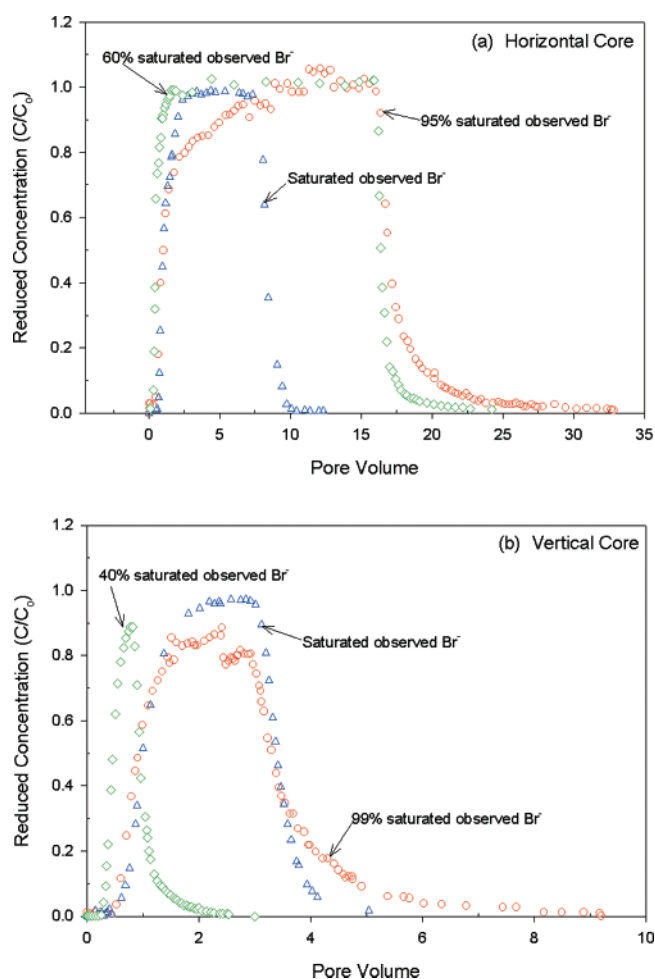 (a) Horizontal Core
60% saturated observed Br⁻
95% saturated observed Br⁻
Saturated observed Br⁻
Reduced Concentration (C/C₀)
1.2
1.0
0.8
0.6
0.4
0.2
0.0
0 5 10 15 20 25 30 35
Pore Volume
(b) Vertical Core
40% saturated observed Br⁻
Saturated observed Br⁻
99% saturated observed Br⁻
Reduced Concentration (C/C₀)
1.2
1.0
0.8
0.6
0.4
0.2
0.0
0 2 4 6 8 10
Pore Volume